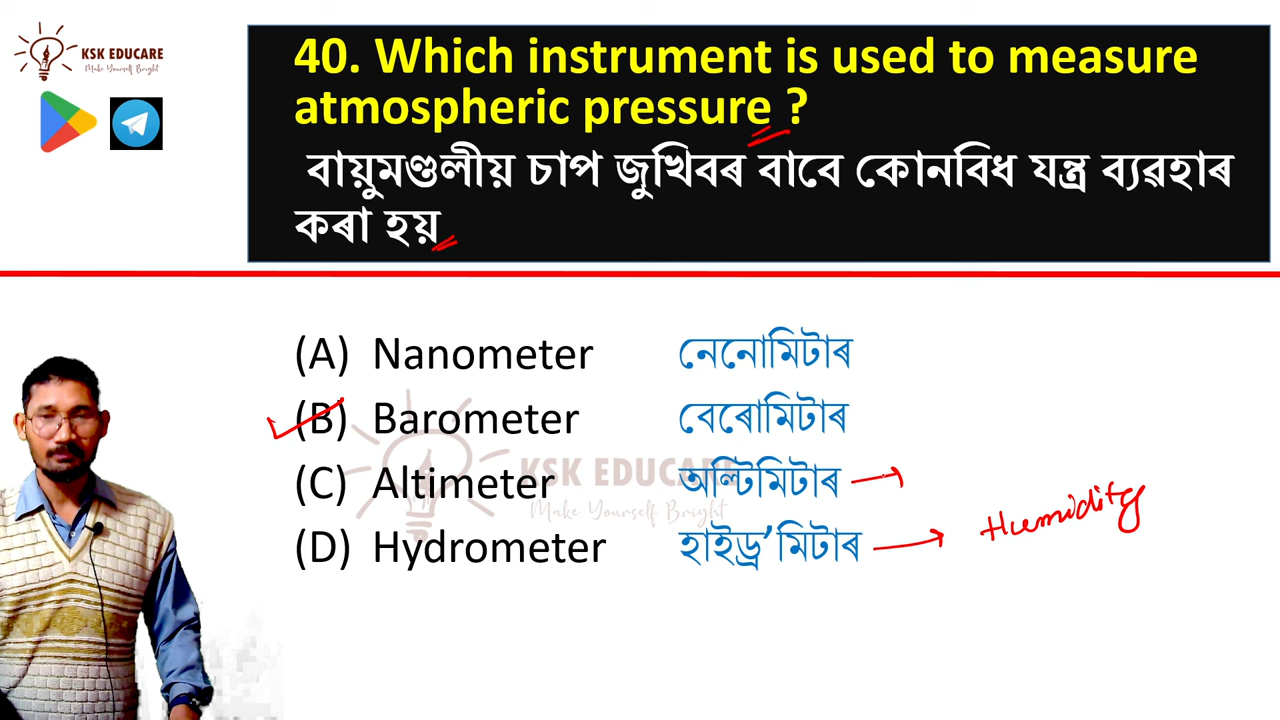 KSK EDUCARE
Make Yourself Bright
40. Which instrument is used to measure
atmospheric pressure ?
বায়ুমণ্ডলীয় চাপ জুখিবৰ বাবে কোনবিধ যন্ত্ৰ ব্যৱহাৰ
কৰা হয়
(A) Nanometer নেনোমিটাৰ
(B) Barometer বেৰোমিটাৰ
KSK EDUCARE
(C) Altimeter অল্টিমিটাৰ
Make Yourself Bright
(D) Hydrometer হাইড্ৰ’মিটাৰ Humidity